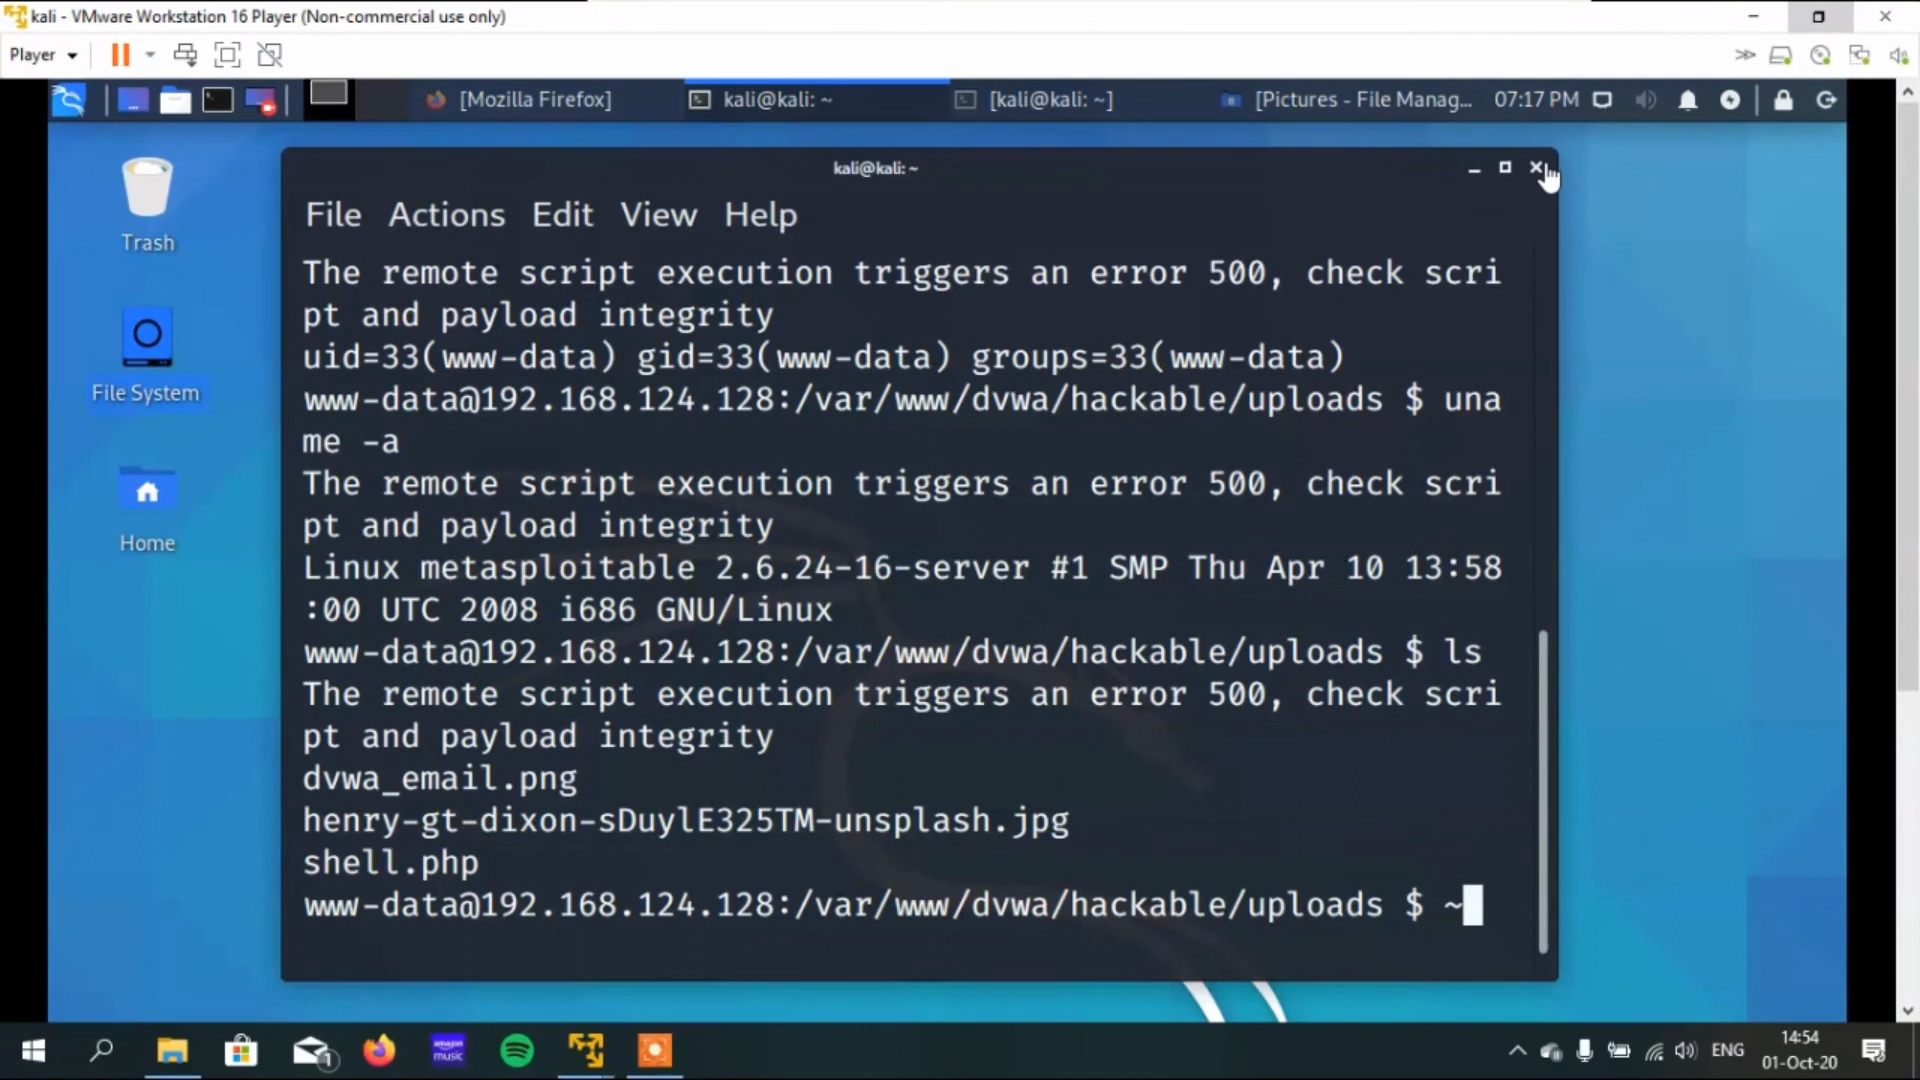 kali - VMware Workstation 16 Player (Non-commercial use only)
Player
[Mozilla Firefox]
kali@kali: ~
[kali@kali: ~]
[Pictures - File Manag...
07:17 PM
kali@kali: ~
Trash
File System
Home
File Actions Edit View Help
The remote script execution triggers an error 500, check scri
pt and payload integrity
uid=33(www-data) gid=33(www-data) groups=33(www-data)
www-data@192.168.124.128:/var/www/dvwa/hackable/uploads $ una
me -a
The remote script execution triggers an error 500, check scri
pt and payload integrity
Linux metasploitable 2.6.24-16-server #1 SMP Thu Apr 10 13:58
:00 UTC 2008 i686 GNU/Linux
www-data@192.168.124.128:/var/www/dvwa/hackable/uploads $ ls
The remote script execution triggers an error 500, check scri
pt and payload integrity
dvwa_email.png
henry-gt-dixon-sDuylE325TM-unsplash.jpg
shell.php
www-data@192.168.124.128:/var/www/dvwa/hackable/uploads $ ~
1
amazon
music
ENG
14:54
01-Oct-20